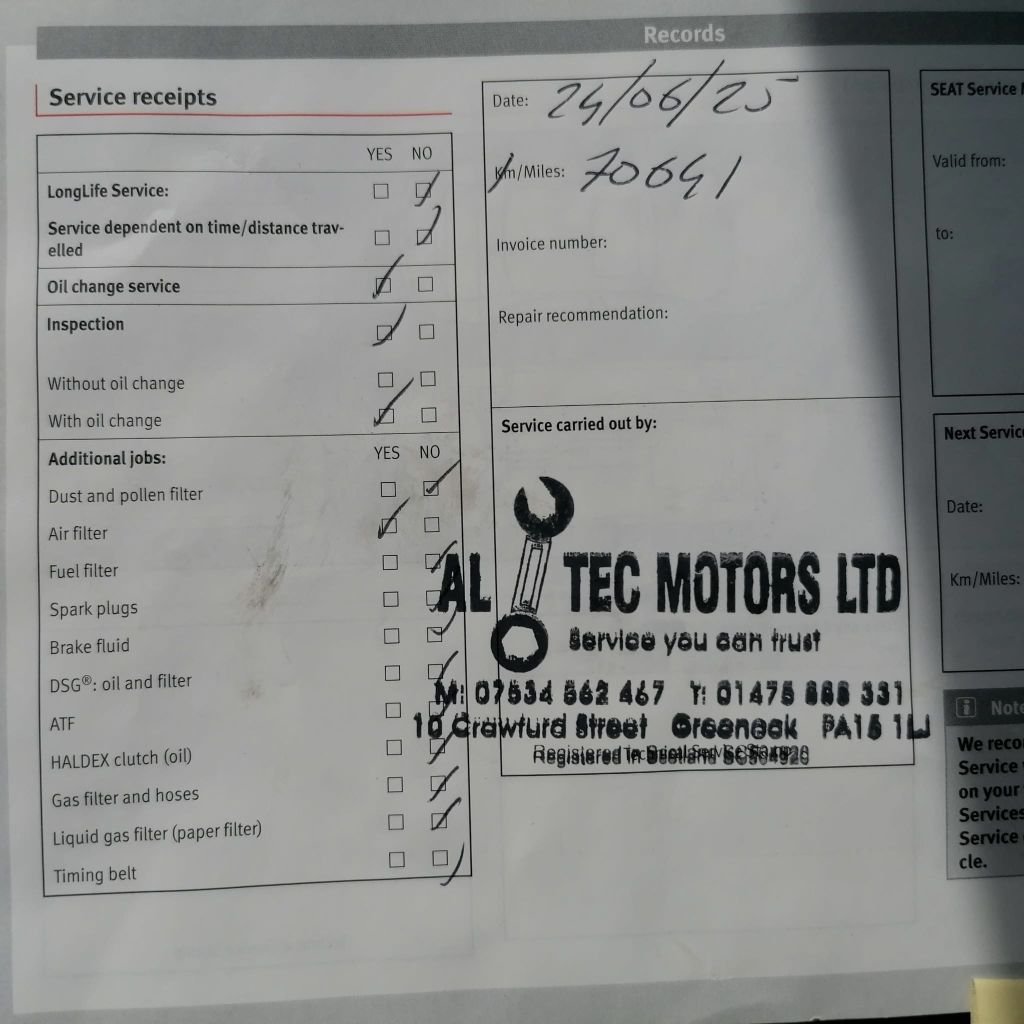 Records
Service receipts
YES NO
LongLife Service:
Service dependent on time/distance trav-
elled
Oil change service
Inspection
Without oil change
With oil change
Additional jobs:
YES NO
Dust and pollen filter
Air filter
Fuel filter
Spark plugs
Brake fluid
DSG®: oil and filter
ATF
HALDEX clutch (oil)
Gas filter and hoses
Liquid gas filter (paper filter)
Timing belt
Date: 24/06/25
Km/Miles: 70641
Invoice number:
Repair recommendation:
Service carried out by:
AL TEC MOTORS LTD
Service you can trust
M: 07534 562 467 T: 01475 888 331
10 Crawfurd Street Greenock PA15 1LJ
Registered in Scotland
SEAT Service
Valid from:
to:
Next Service
Date:
Km/Miles:
i Note
We reco
Service
on your
Services
Service
cle.